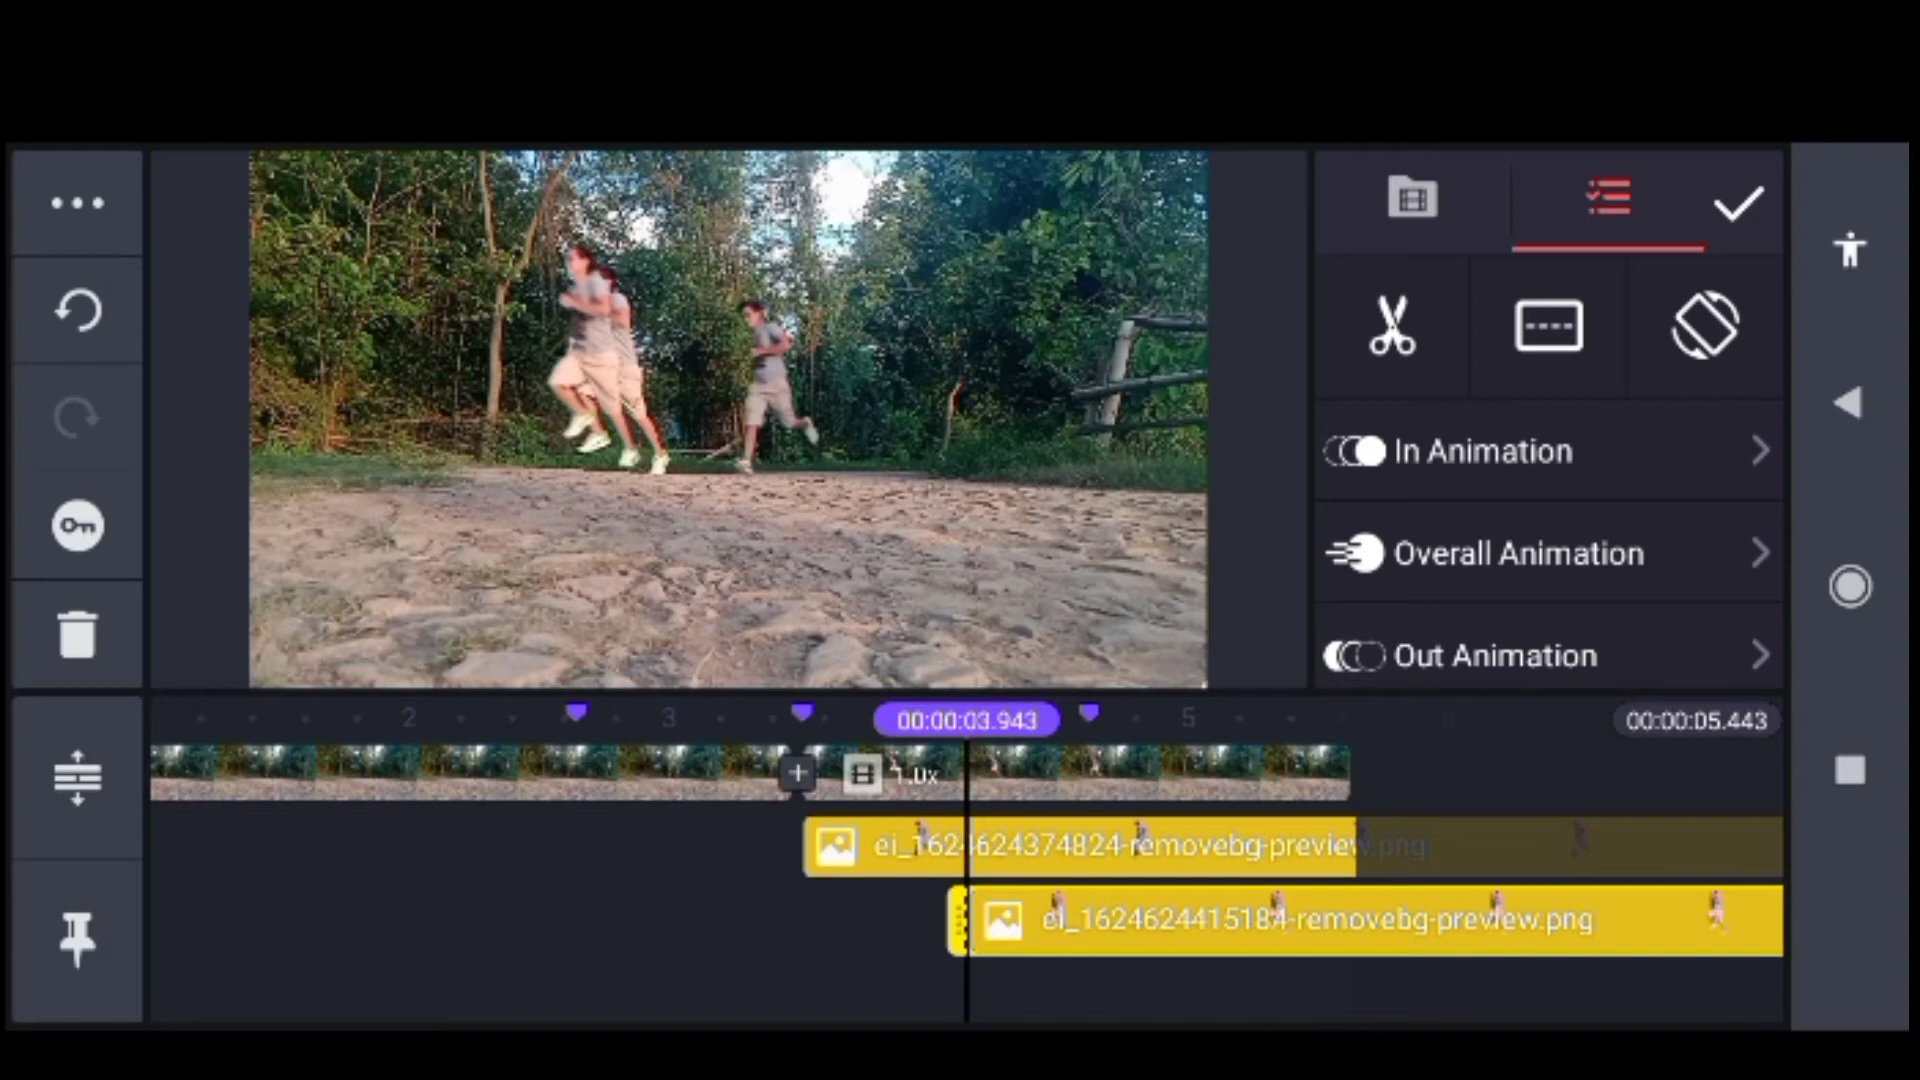 In Animation
Overall Animation
Out Animation
2
3
00:00:03.943
5
00:00:05.443
1.0x
ei_1624624374824-removebg-preview.png
ei_1624624415184-removebg-preview.png